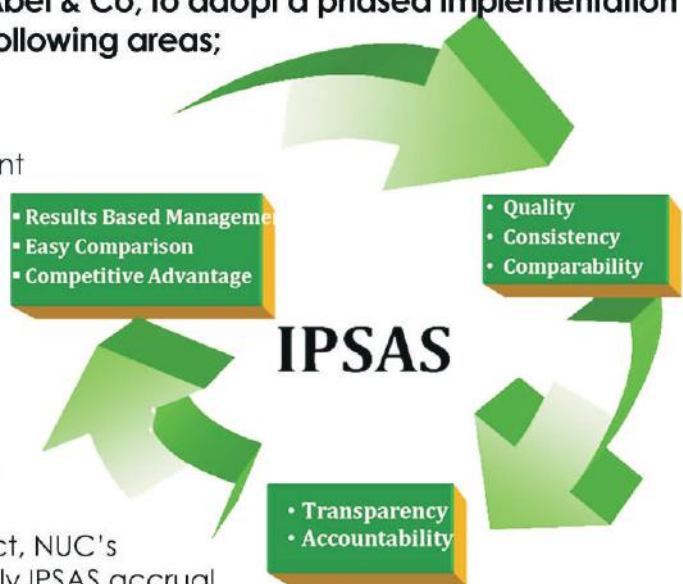 Abel & Co, to adopt a phased implementation
ollowing areas;
nt
▪ Results Based Manageme
▪ Easy Comparison
▪ Competitive Advantage
• Quality
• Consistency
• Comparability
IPSAS
• Transparency
• Accountability
ct, NUC's
ly IPSAS accrual